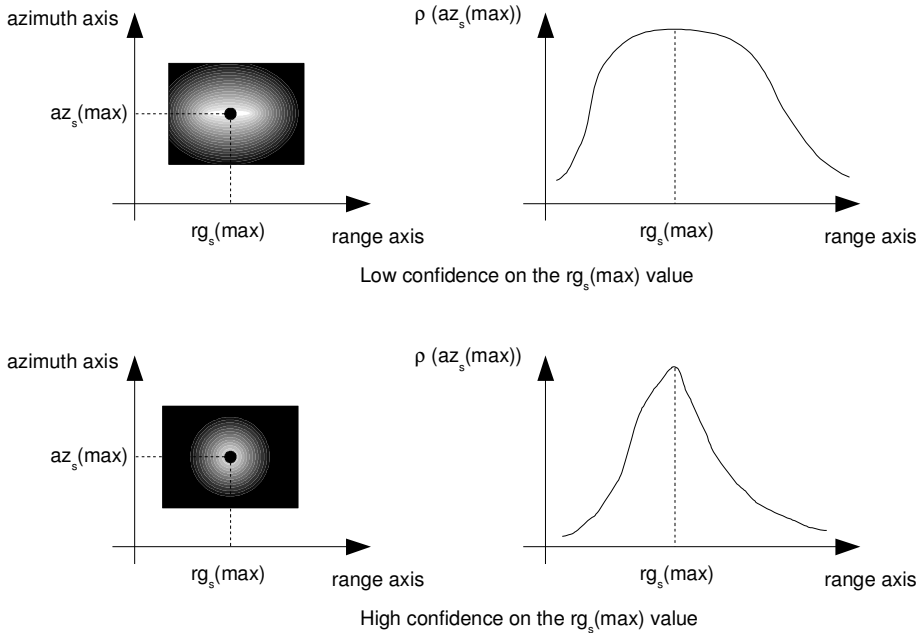 azimuth axis
ρ (az_s(max))
az_s(max)
rg_s(max)
range axis
rg_s(max)
range axis
Low confidence on the rg_s(max) value
azimuth axis
ρ (az_s(max))
az_s(max)
rg_s(max)
range axis
rg_s(max)
range axis
High confidence on the rg_s(max) value